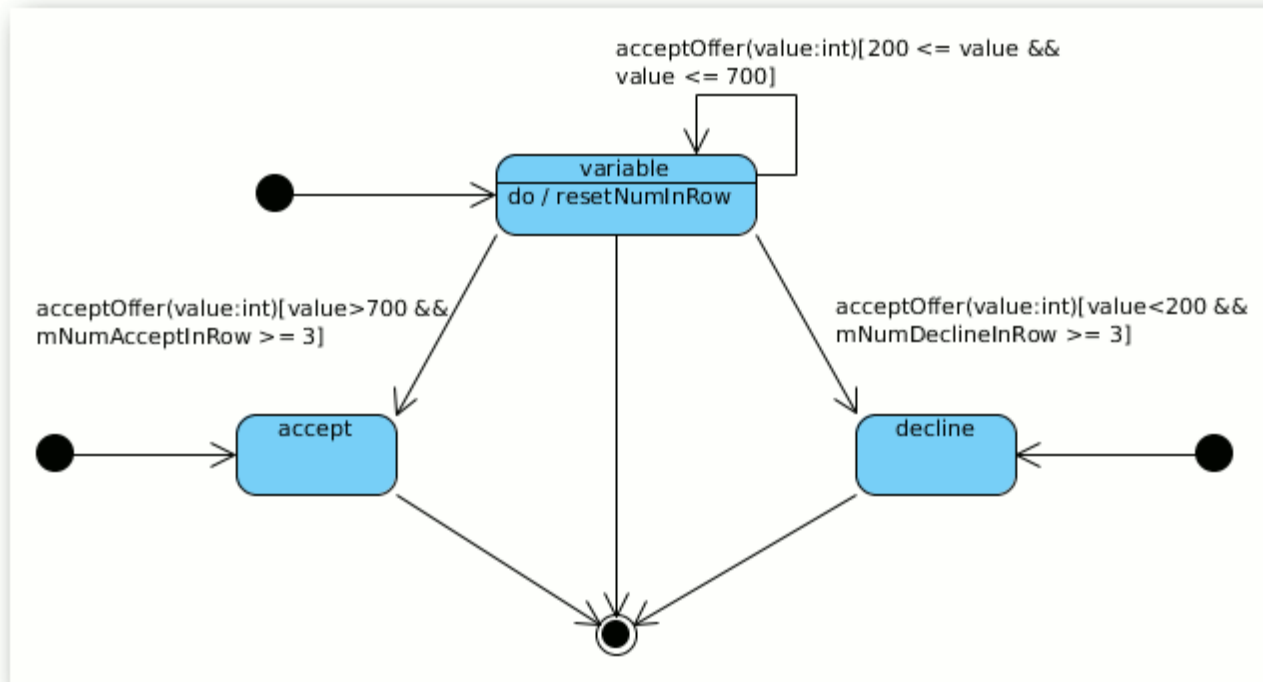 acceptOffer(value:int)[200 <= value &&
value <= 700]
variable
do / resetNumInRow
acceptOffer(value:int)[value>700 &&
mNumAcceptInRow >= 3]
acceptOffer(value:int)[value<200 &&
mNumDeclineInRow >= 3]
accept
decline